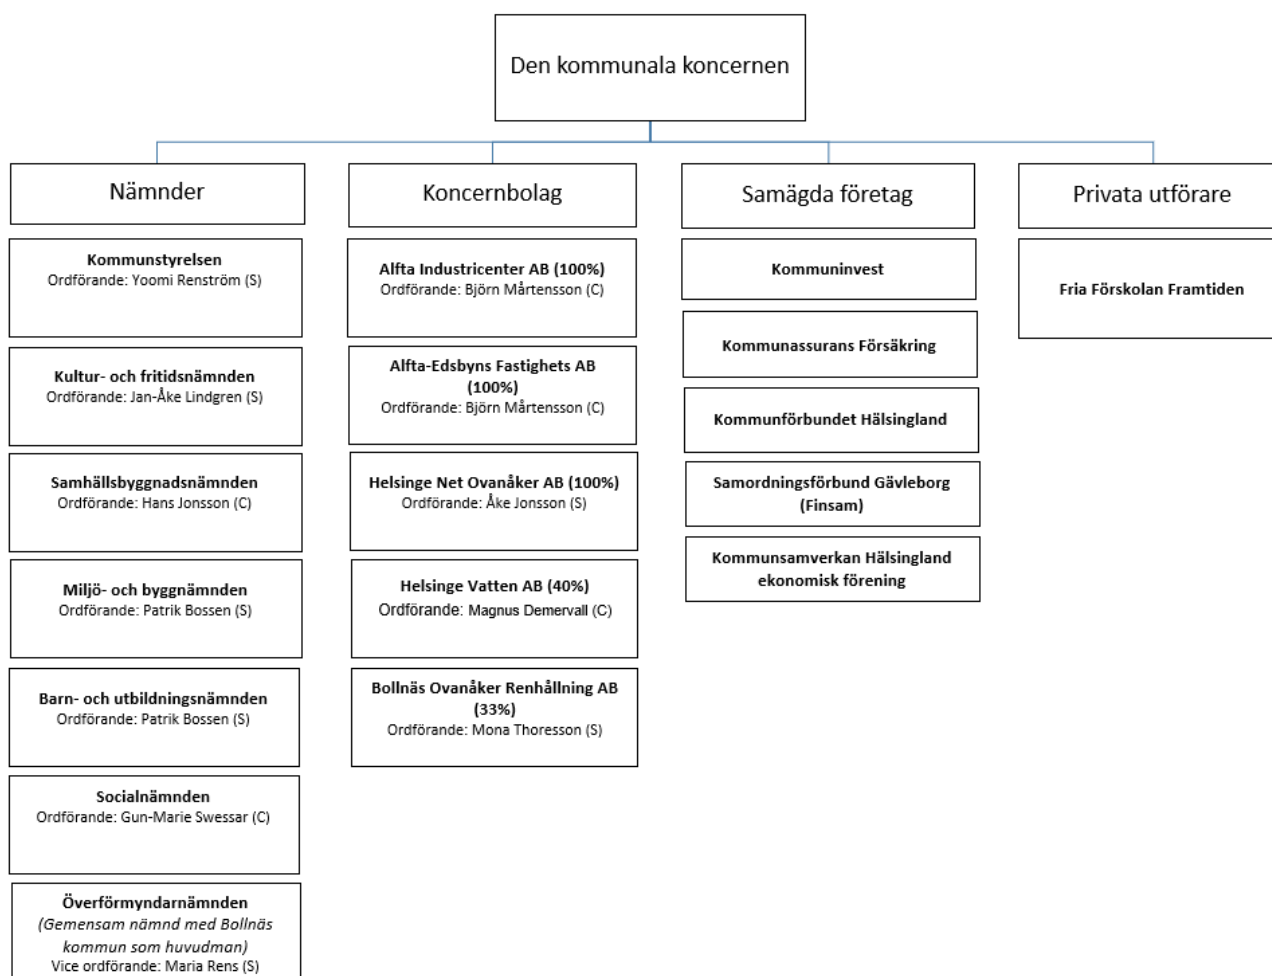 Den kommunala koncernen
Nämnder
Kommunstyrelsen
Ordförande: Yoomi Renström (S)
Kultur- och fritidsnämnden
Ordförande: Jan-Åke Lindgren (S)
Samhällsbyggnadsnämnden
Ordförande: Hans Jonsson (C)
Miljö- och byggnämnden
Ordförande: Patrik Bossen (S)
Barn- och utbildningsnämnden
Ordförande: Patrik Bossen (S)
Socialnämnden
Ordförande: Gun-Marie Swessar (C)
Överförmyndarnämnden
(Gemensam nämnd med Bollnäs
kommun som huvudman)
Vice ordförande: Maria Rens (S)
Koncernbolag
Alfta Industricenter AB (100%)
Ordförande: Björn Mårtensson (C)
Alfta-Edsbyns Fastighets AB
(100%)
Ordförande: Björn Mårtensson (C)
Helsinge Net Ovanåker AB (100%)
Ordförande: Åke Jonsson (S)
Helsinge Vatten AB (40%)
Ordförande: Magnus Demervall (C)
Bollnäs Ovanåker Renhållning AB
(33%)
Ordförande: Mona Thoresson (S)
Samägda företag
Kommuninvest
Kommunassurans Försäkring
Kommunförbundet Hälsingland
Samordningsförbund Gävleborg
(Finsam)
Kommunsamverkan Hälsingland
ekonomisk förening
Privata utförare
Fria Förskolan Framtiden